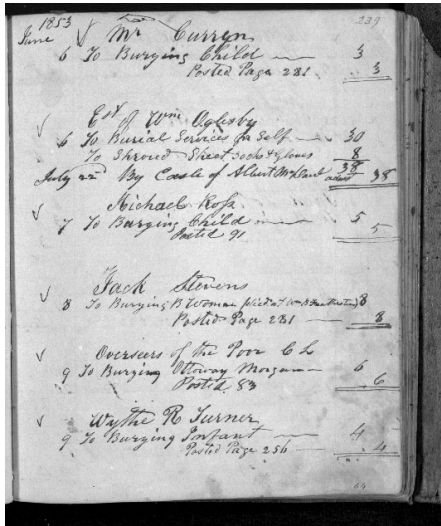 239
1853
June Mr Curryn
6 To Burying Child 3
Posted Page 281 3
Est of Wm Oglesby
6 To Burial Services for Self 30
To Shroud Sheet Socks & Gloves 8
38
July 22d By Cash of Albert 38
Michael Ross
7 To Burying Child 5
Posted 91 5
Jack Stevens
8 To Burying B Woman 8
Posted Page 281 8
Overseers of the Poor C L
9 To Burying Ottoway Morgan 6
Posted 83 6
Wythe R Turner
9 To Burying Infant 4
Posted Page 256 4